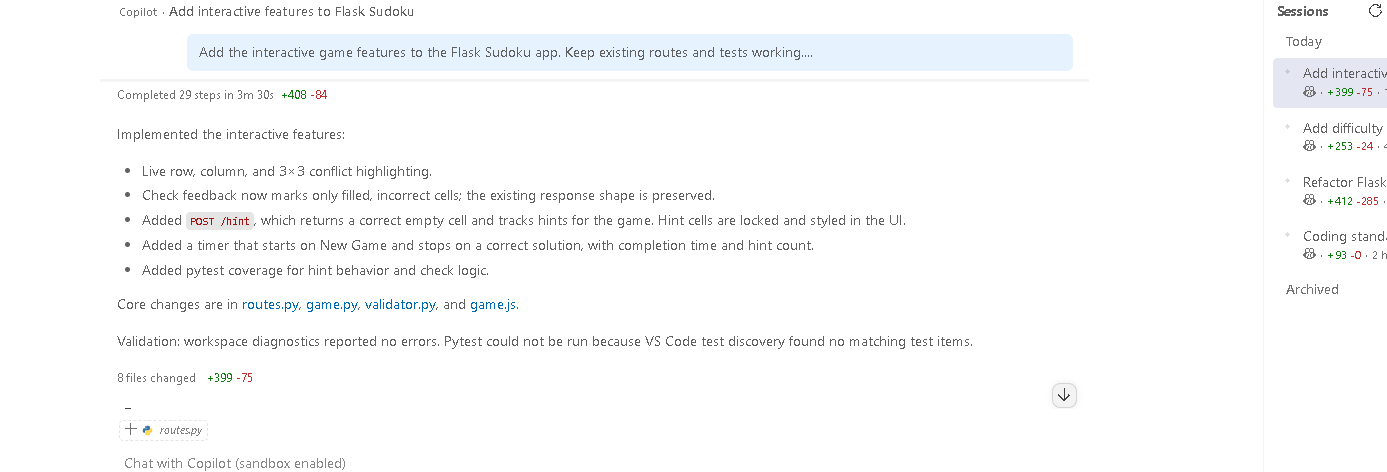 Copilot · Add interactive features to Flask Sudoku
Add the interactive game features to the Flask Sudoku app. Keep existing routes and tests working....
Completed 29 steps in 3m 30s +408 -84
Implemented the interactive features:
• Live row, column, and 3×3 conflict highlighting.
• Check feedback now marks only filled, incorrect cells; the existing response shape is preserved.
• Added POST /hint, which returns a correct empty cell and tracks hints for the game. Hint cells are locked and styled in the UI.
• Added a timer that starts on New Game and stops on a correct solution, with completion time and hint count.
• Added pytest coverage for hint behavior and check logic.
Core changes are in routes.py, game.py, validator.py, and game.js.
Validation: workspace diagnostics reported no errors. Pytest could not be run because VS Code test discovery found no matching test items.
8 files changed +399 -75
routes.py
Chat with Copilot (sandbox enabled)
Sessions
Today
Add interactiv
· +399 -75 ·
Add difficulty
· +253 -24 · 4
Refactor Flask
· +412 -285 ·
Coding standa
· +93 -0 · 2 h
Archived